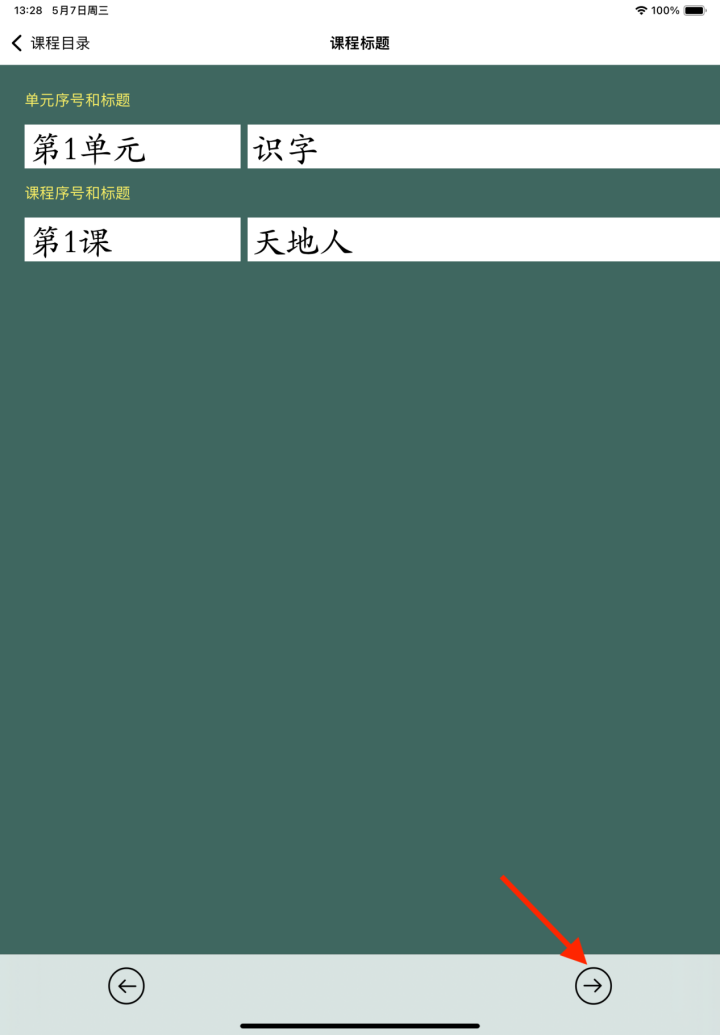 13:28 5月7日周三 100%
课程目录 课程标题
单元序号和标题
第1单元 识字
课程序号和标题
第1课 天地人